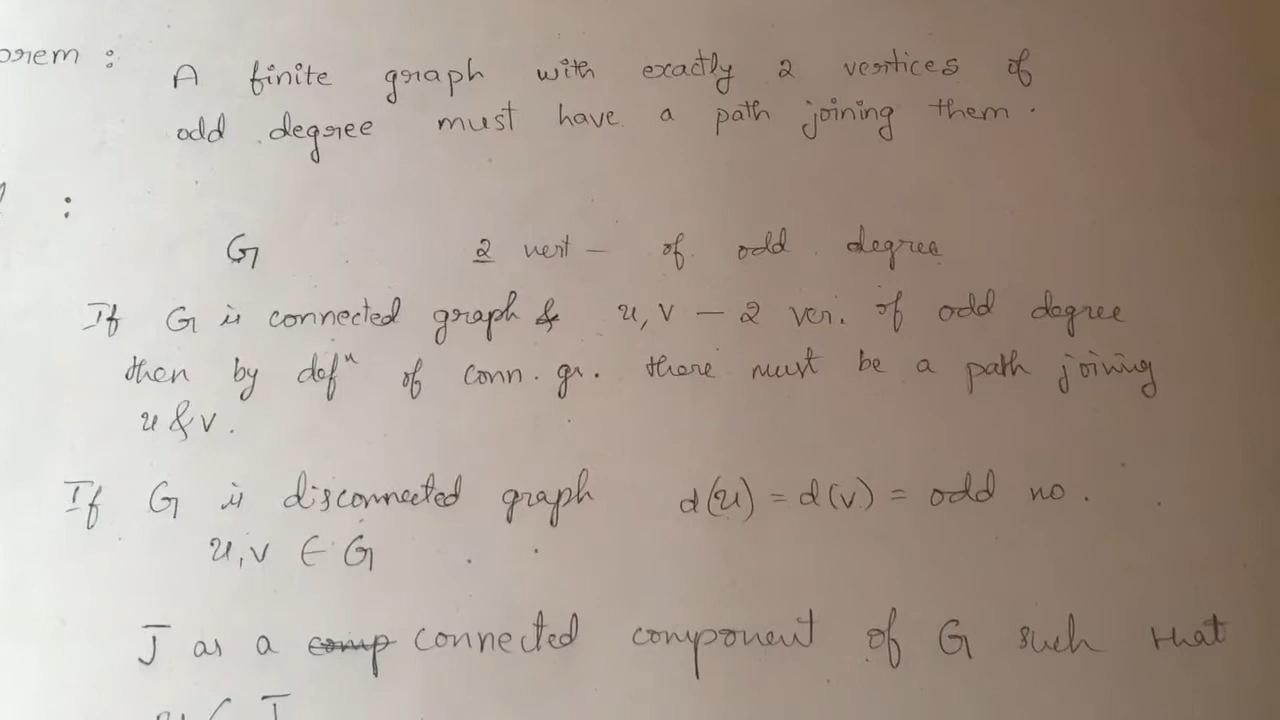 orem :
A finite graph with exactly 2 vertices of
odd degree must have a path joining them.
:
G 2 vert – of odd degree
If G is connected graph & u, v – 2 ver. of odd degree
then by defⁿ of conn. gr. there must be a path joining
u & v.
If G is disconnected graph d(u) = d(v) = odd no.
u, v ∈ G
J as a comp connected component of G such that